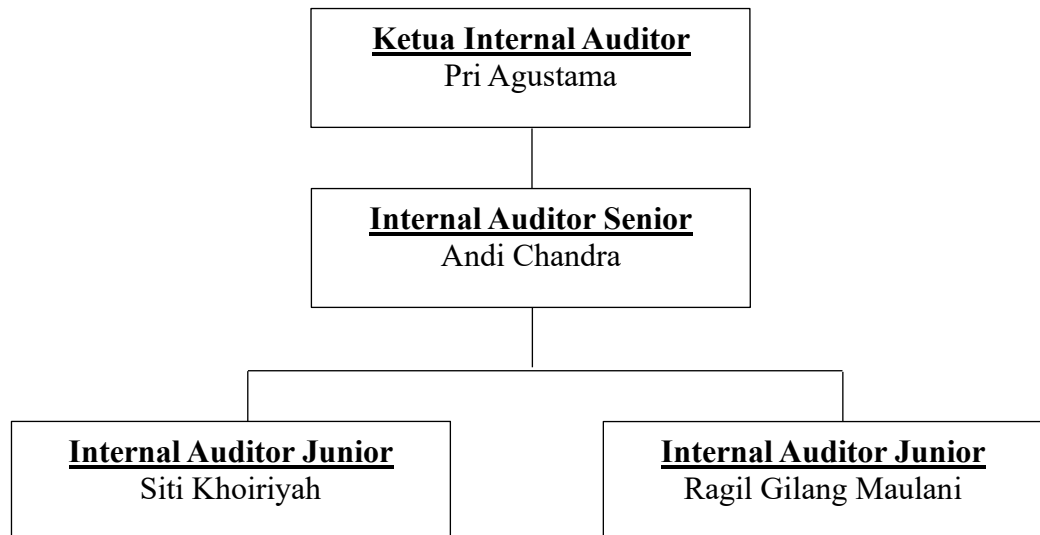 Ketua Internal Auditor
Pri Agustama
Internal Auditor Senior
Andi Chandra
Internal Auditor Junior
Siti Khoiriyah
Internal Auditor Junior
Ragil Gilang Maulani